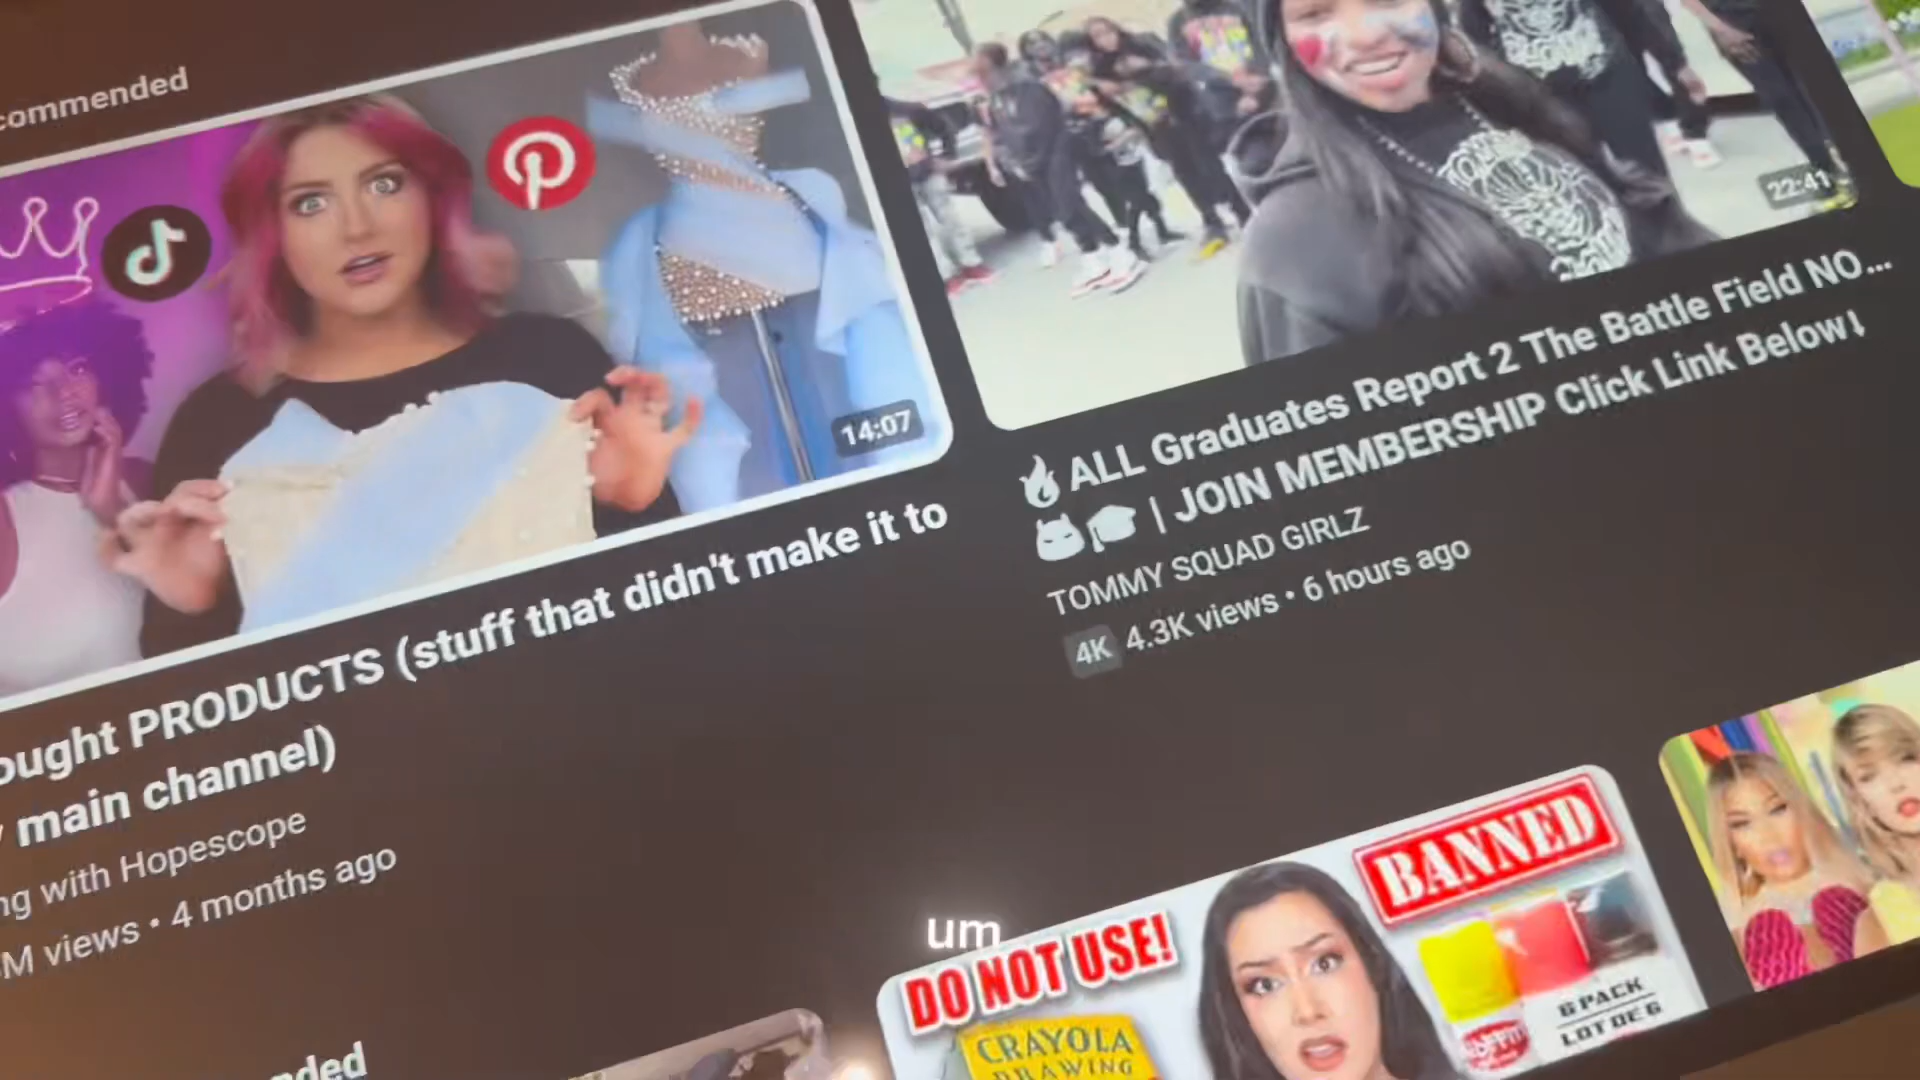 commended
14:07
ought PRODUCTS (stuff that didn't make it to
main channel)
ng with Hopescope
M views • 4 months ago
22:41
🔥ALL Graduates Report 2 The Battle Field NO...
😈🎓 | JOIN MEMBERSHIP Click Link Below⤵
TOMMY SQUAD GIRLZ
4K 4.3K views • 6 hours ago
um
DO NOT USE!
BANNED
CRAYOLA
DRAWING
6 PACK
LOT DE 6
nded